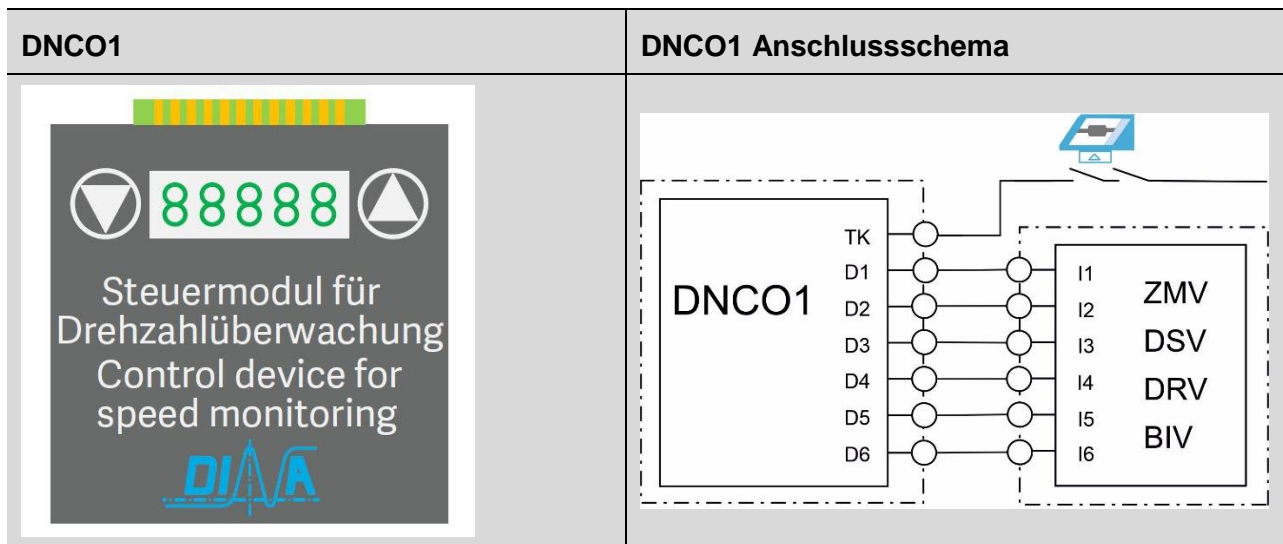 DNCO1
DNCO1 Anschlussschema
88888
Steuermodul für
Drehzahlüberwachung
Control device for
speed monitoring
DINA
DNCO1
TK
D1
D2
D3
D4
D5
D6
I1
I2
I3
I4
I5
I6
ZMV
DSV
DRV
BIV